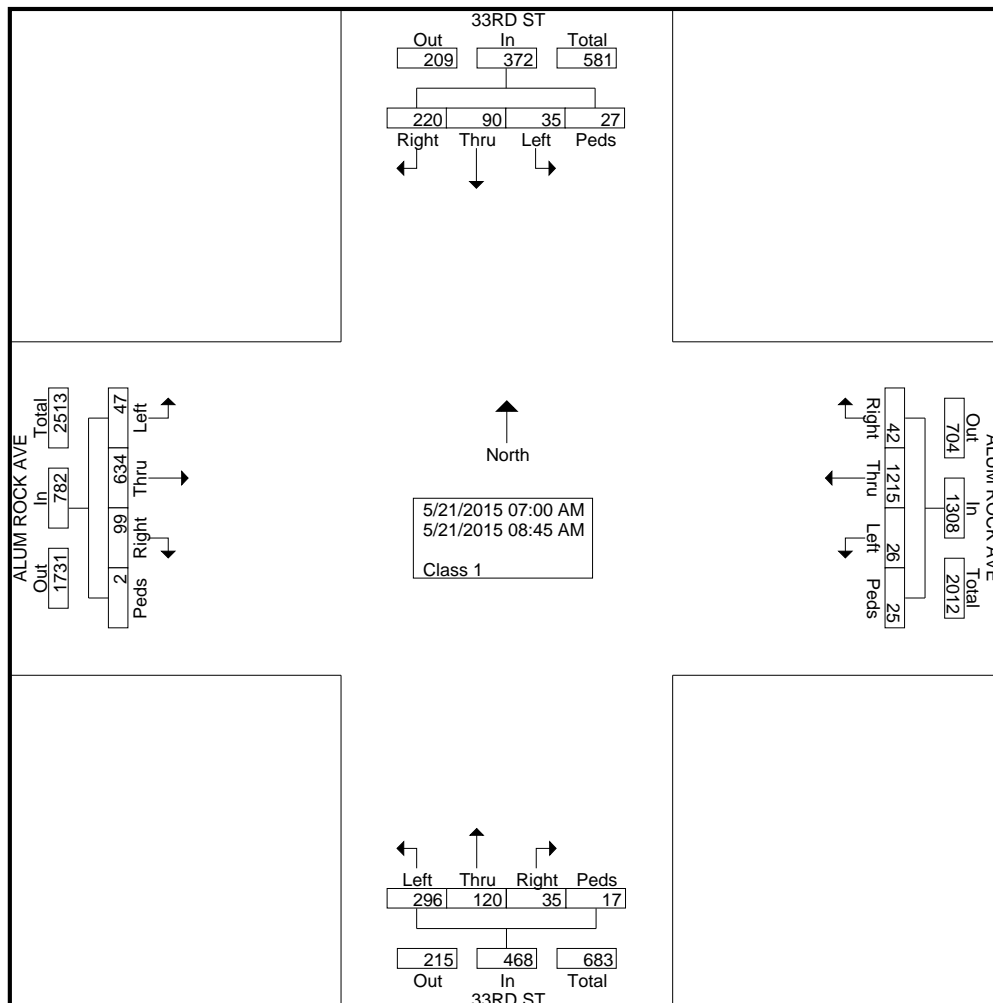 33RD ST
Out In Total
209 372 581
220 90 35 27
Right Thru Left Peds
ALUM ROCK AVE
Out In Total
1731 782 2513
47 634 99 2
Left Thru Right Peds
North
5/21/2015 07:00 AM
5/21/2015 08:45 AM
Class 1
Right Thru Left Peds
42 1215 26 25
Out In Total
704 1308 2012
ALUM ROCK AVE
Left Thru Right Peds
296 120 35 17
215 468 683
Out In Total
33RD ST